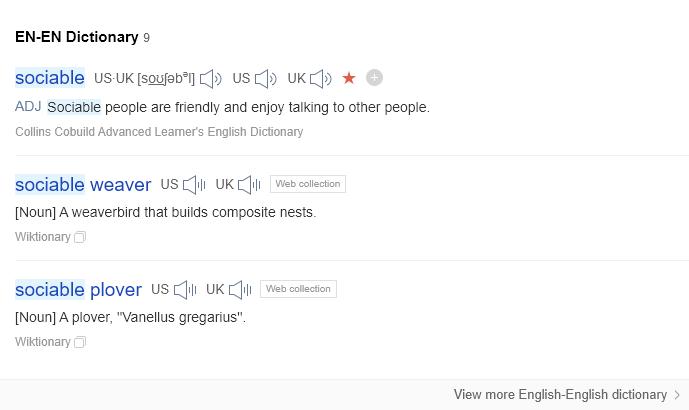 EN-EN Dictionary 9
sociable US·UK [soʊʃəbᵊl] US UK
ADJ Sociable people are friendly and enjoy talking to other people.
Collins Cobuild Advanced Learner's English Dictionary
sociable weaver US UK Web collection
[Noun] A weaverbird that builds composite nests.
Wiktionary
sociable plover US UK Web collection
[Noun] A plover, "Vanellus gregarius".
Wiktionary
View more English-English dictionary